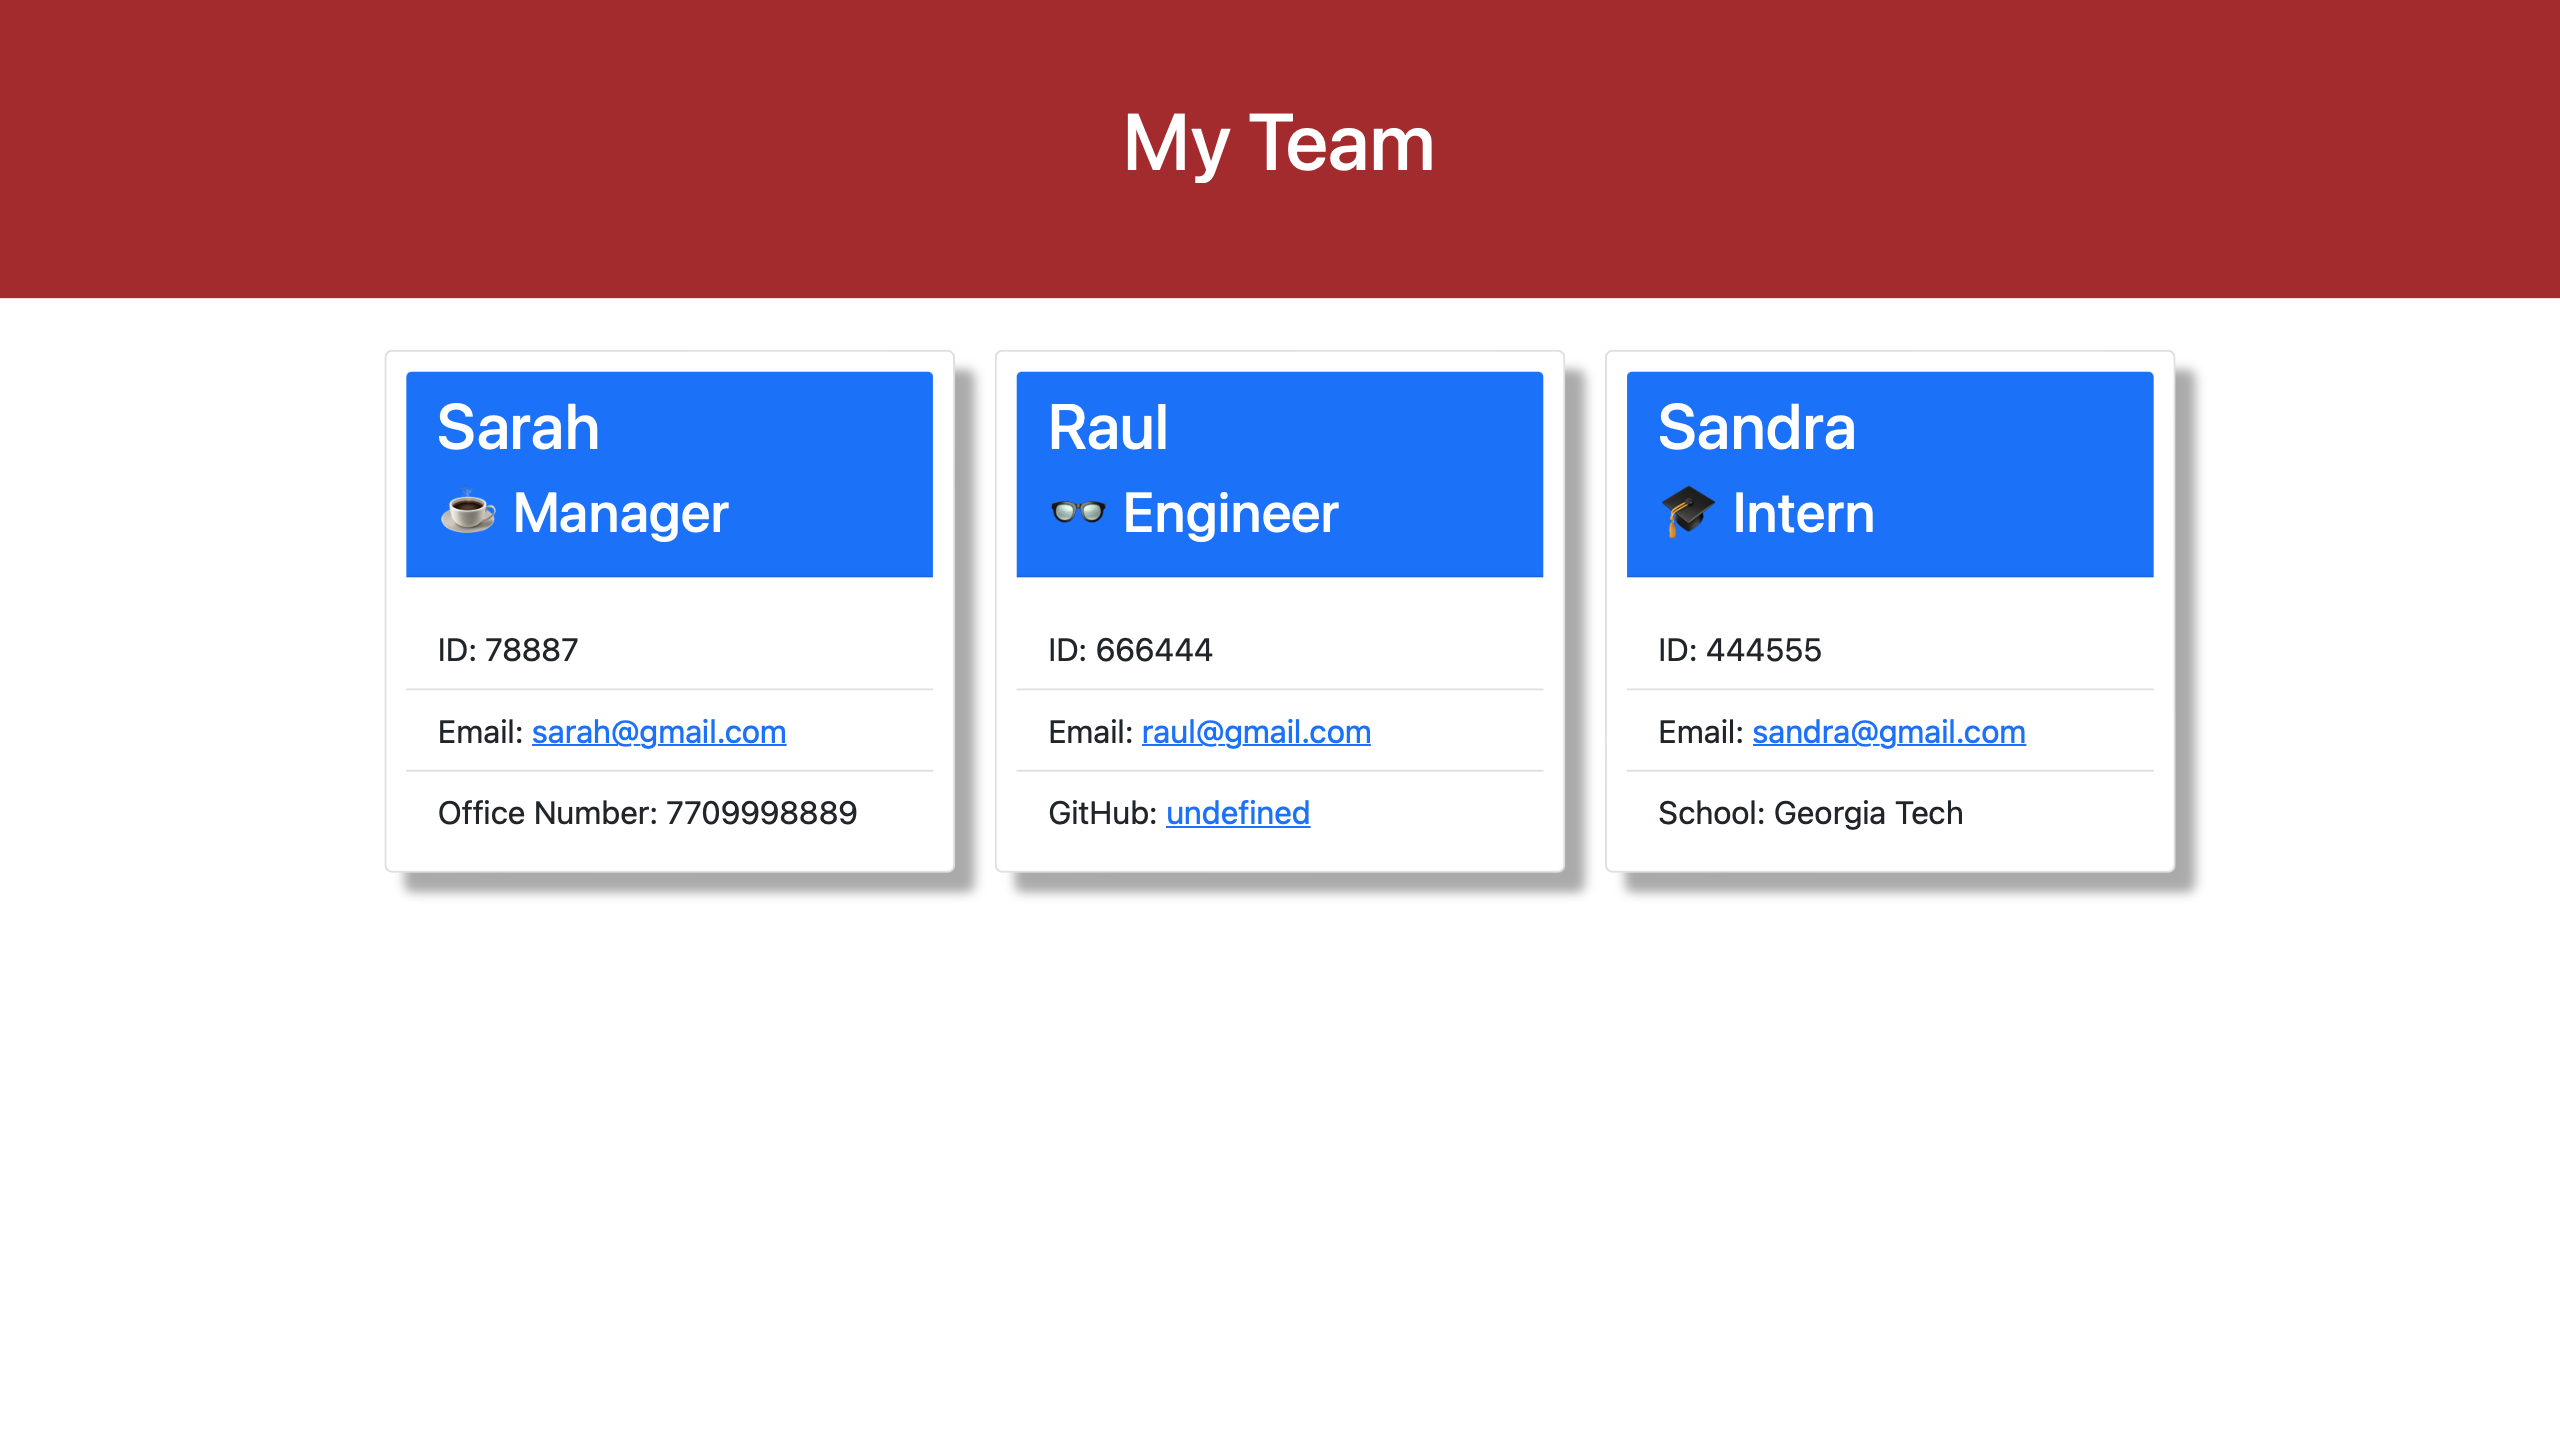 My Team
Sarah
☕ Manager
ID: 78887
Email: sarah@gmail.com
Office Number: 7709998889
Raul
👓 Engineer
ID: 666444
Email: raul@gmail.com
GitHub: undefined
Sandra
🎓 Intern
ID: 444555
Email: sandra@gmail.com
School: Georgia Tech